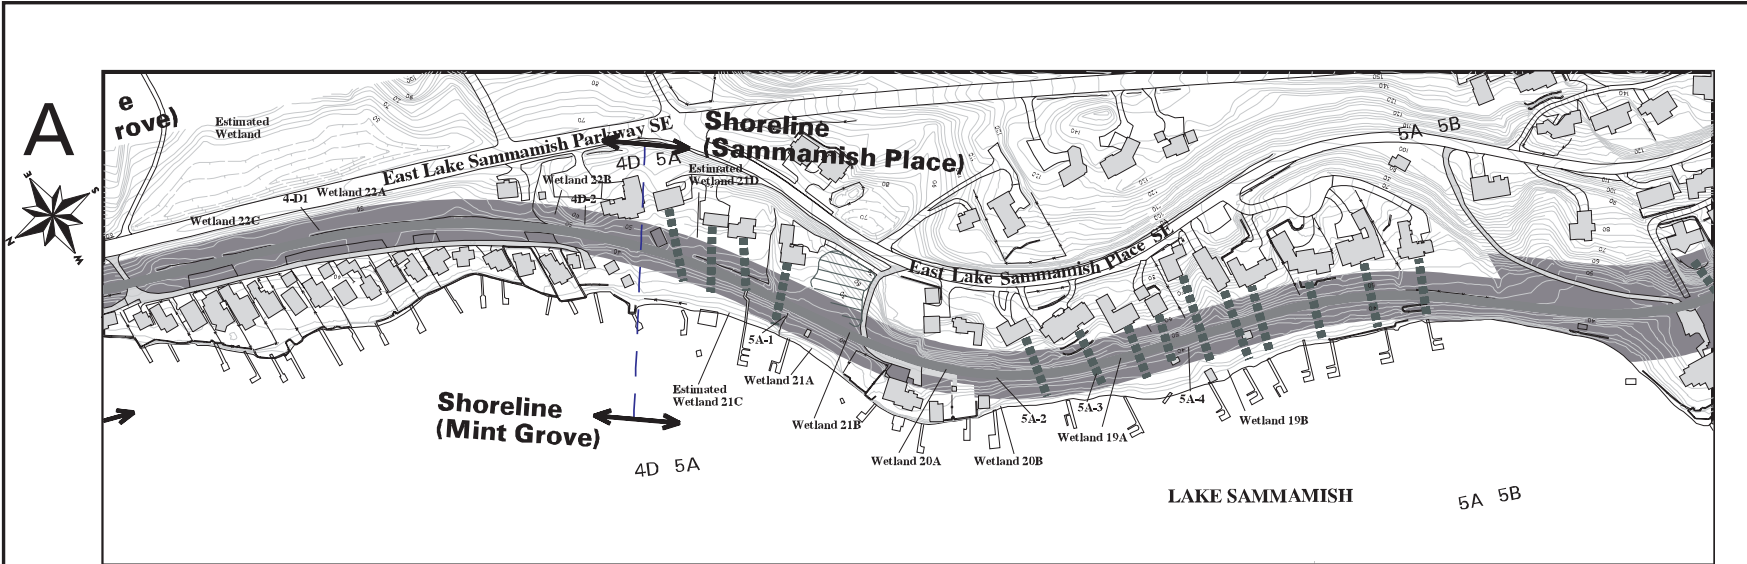 A
e
rove)
Estimated
Wetland
East Lake Sammamish Parkway SE
Shoreline
(Sammamish Place)
4D 5A
5A 5B
Estimated
Wetland 21D
Wetland 22B
Wetland 22A
4-D1
4D-2
Wetland 22C
E
S
N
W
East Lake Sammamish Place SE
5A-1
Wetland 21A
Estimated
Wetland 21C
Shoreline
(Mint Grove)
Wetland 21B
5A-2
5A-3
5A-4
Wetland 19A
Wetland 19B
Wetland 20A
Wetland 20B
4D 5A
LAKE SAMMAMISH
5A 5B